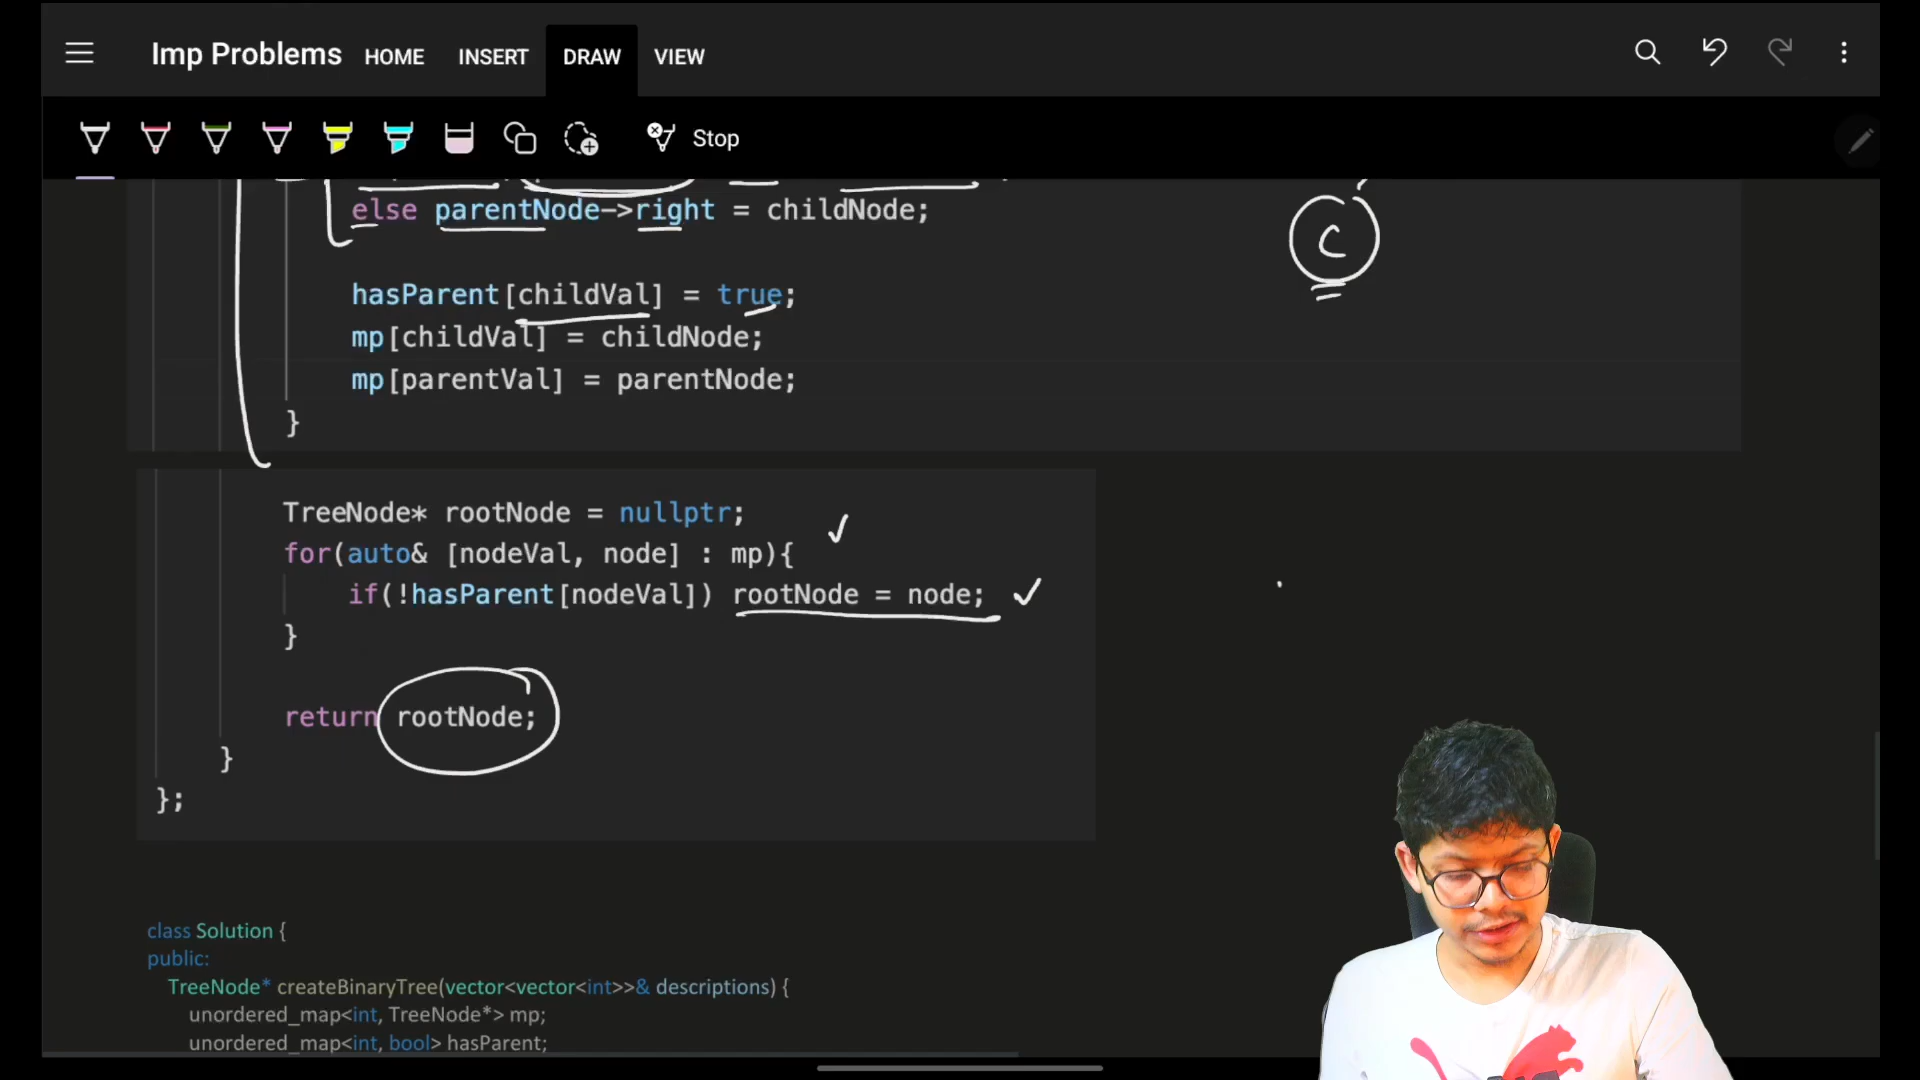 Imp Problems HOME INSERT DRAW VIEW
Stop
else parentNode->right = childNode;
C
hasParent[childVal] = true;
mp[childVal] = childNode;
mp[parentVal] = parentNode;
}
TreeNode* rootNode = nullptr;
for(auto& [nodeVal, node] : mp){
if(!hasParent[nodeVal]) rootNode = node;
}
return rootNode;
}
};
class Solution {
public:
TreeNode* createBinaryTree(vector<vector<int>>& descriptions) {
unordered_map<int, TreeNode*> mp;
unordered_map<int, bool> hasParent;